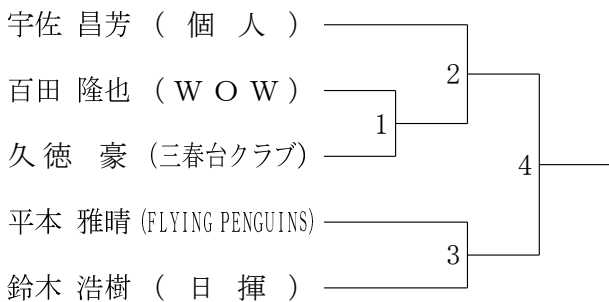 宇佐 昌芳 ( 個 人 )
百田 隆也 ( W O W )
久徳 豪 (三春台クラブ)
平本 雅晴 (FLYING PENGUINS)
鈴木 浩樹 ( 日 揮 )
1
2
3
4